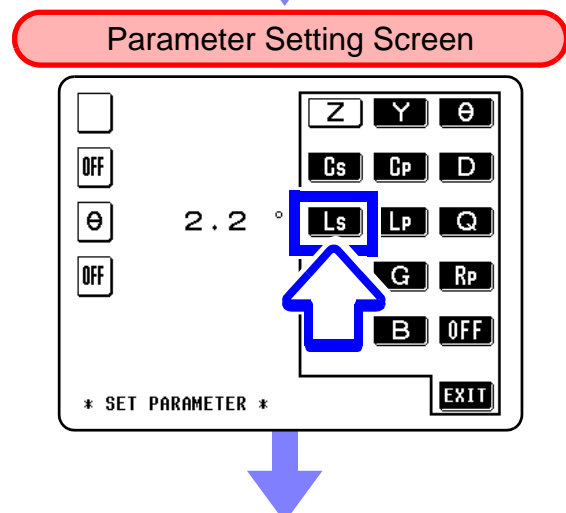 Parameter Setting Screen
Z Y θ
OFF Cs Cp D
θ 2.2 ° Ls Lp Q
OFF G Rp
B OFF
* SET PARAMETER * EXIT